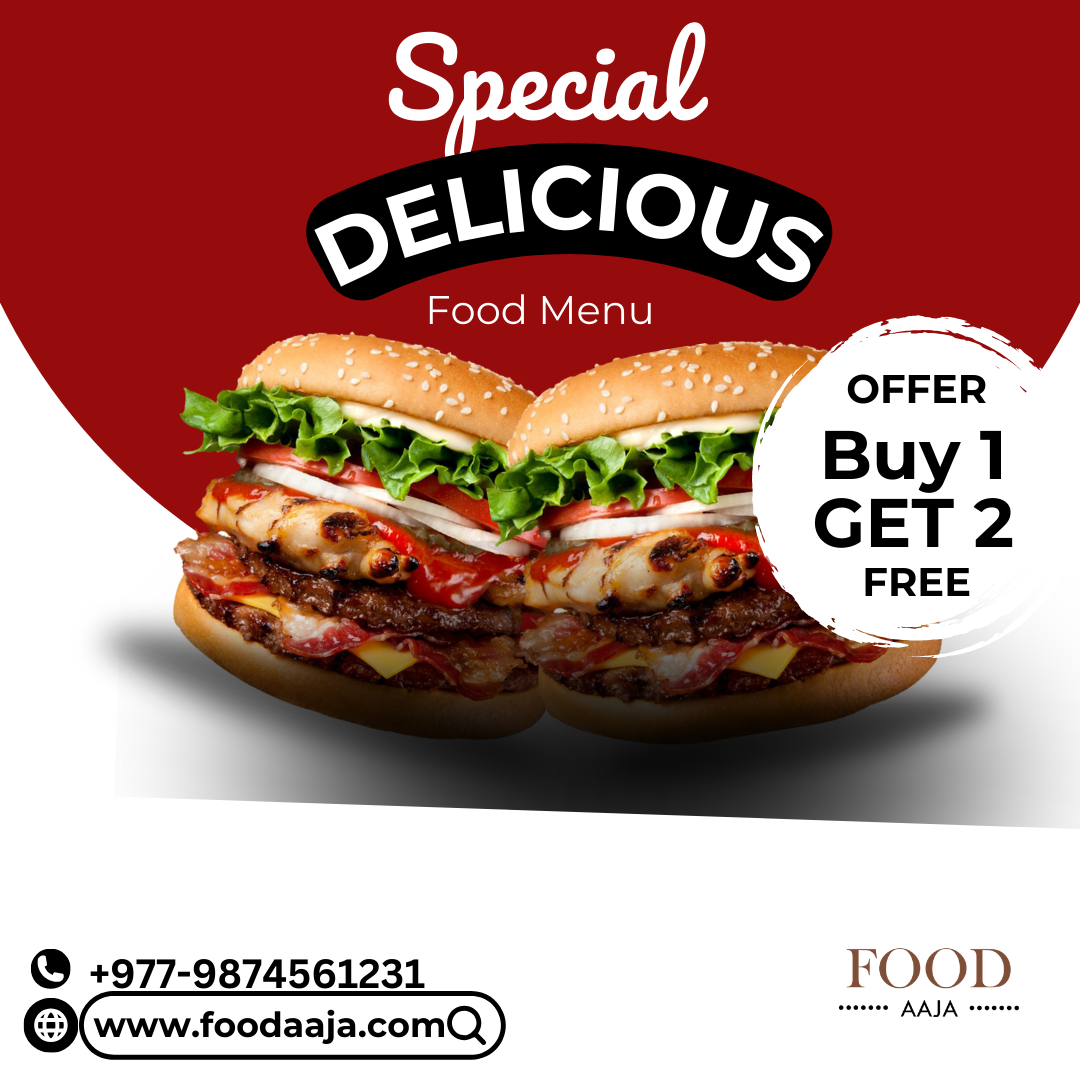 Special
DELICIOUS
Food Menu
OFFER
Buy 1
GET 2
FREE
+977-9874561231
www.foodaaja.com
FOOD
AAJA